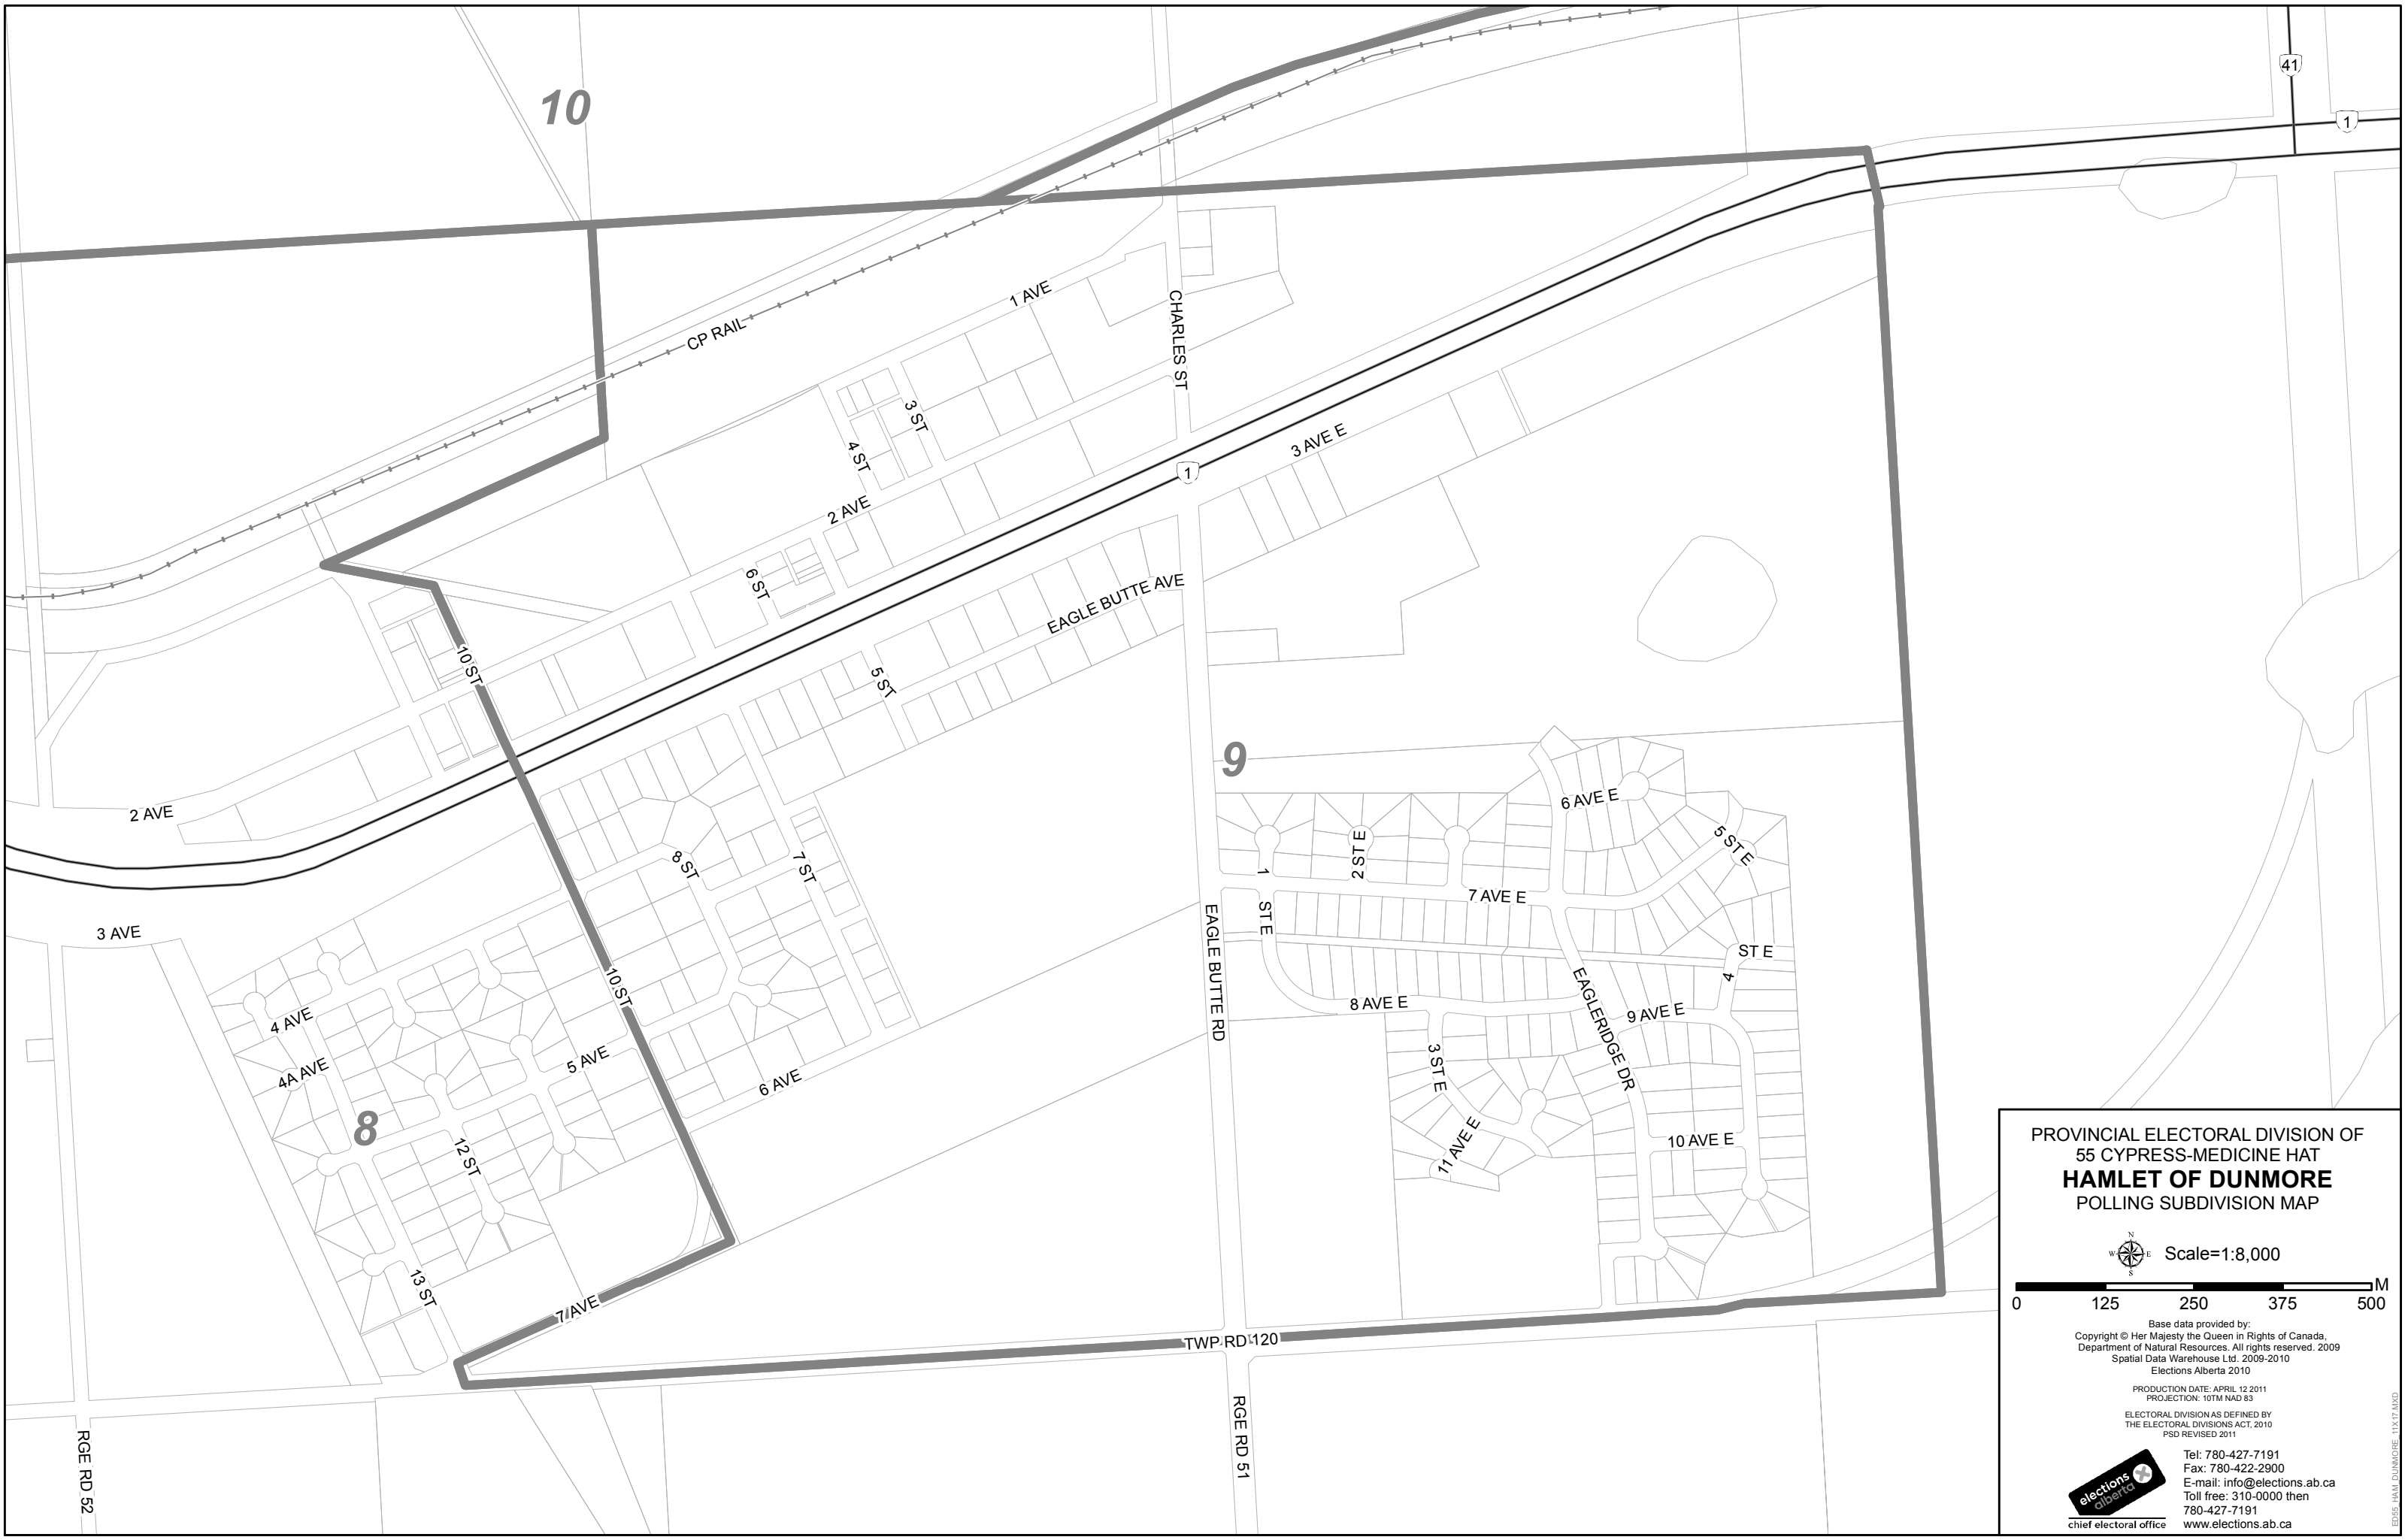 10
41
1
CP RAIL
1 AVE
CHARLES ST
3 ST
4 ST
2 AVE
1
3 AVE E
6 ST
EAGLE BUTTE AVE
10 ST
5 ST
2 AVE
9
3 AVE
8 ST
7 ST
6 AVE E
5 ST E
2 ST E
1
ST E
7 AVE E
EAGLE BUTTE RD
ST E
4
10 ST
4 AVE
4A AVE
5 AVE
6 AVE
8 AVE E
EAGLERIDGE DR
9 AVE E
3 ST E
8
12 ST
10 AVE E
11 AVE E
13 ST
7 AVE
TWP RD 120
RGE RD 52
RGE RD 51
PROVINCIAL ELECTORAL DIVISION OF
55 CYPRESS-MEDICINE HAT
HAMLET OF DUNMORE
POLLING SUBDIVISION MAP
N
W E
S
Scale=1:8,000
M
0 125 250 375 500
Base data provided by:
Copyright © Her Majesty the Queen in Rights of Canada,
Department of Natural Resources. All rights reserved. 2009
Spatial Data Warehouse Ltd. 2009-2010
Elections Alberta 2010
PRODUCTION DATE: APRIL 12 2011
PROJECTION: 10TM NAD 83
ELECTORAL DIVISION AS DEFINED BY
THE ELECTORAL DIVISIONS ACT, 2010
PSD REVISED 2011
elections
alberta
chief electoral office
Tel: 780-427-7191
Fax: 780-422-2900
E-mail: info@elections.ab.ca
Toll free: 310-0000 then
780-427-7191
www.elections.ab.ca
ED55_HAM_DUNMORE_11X17.MXD